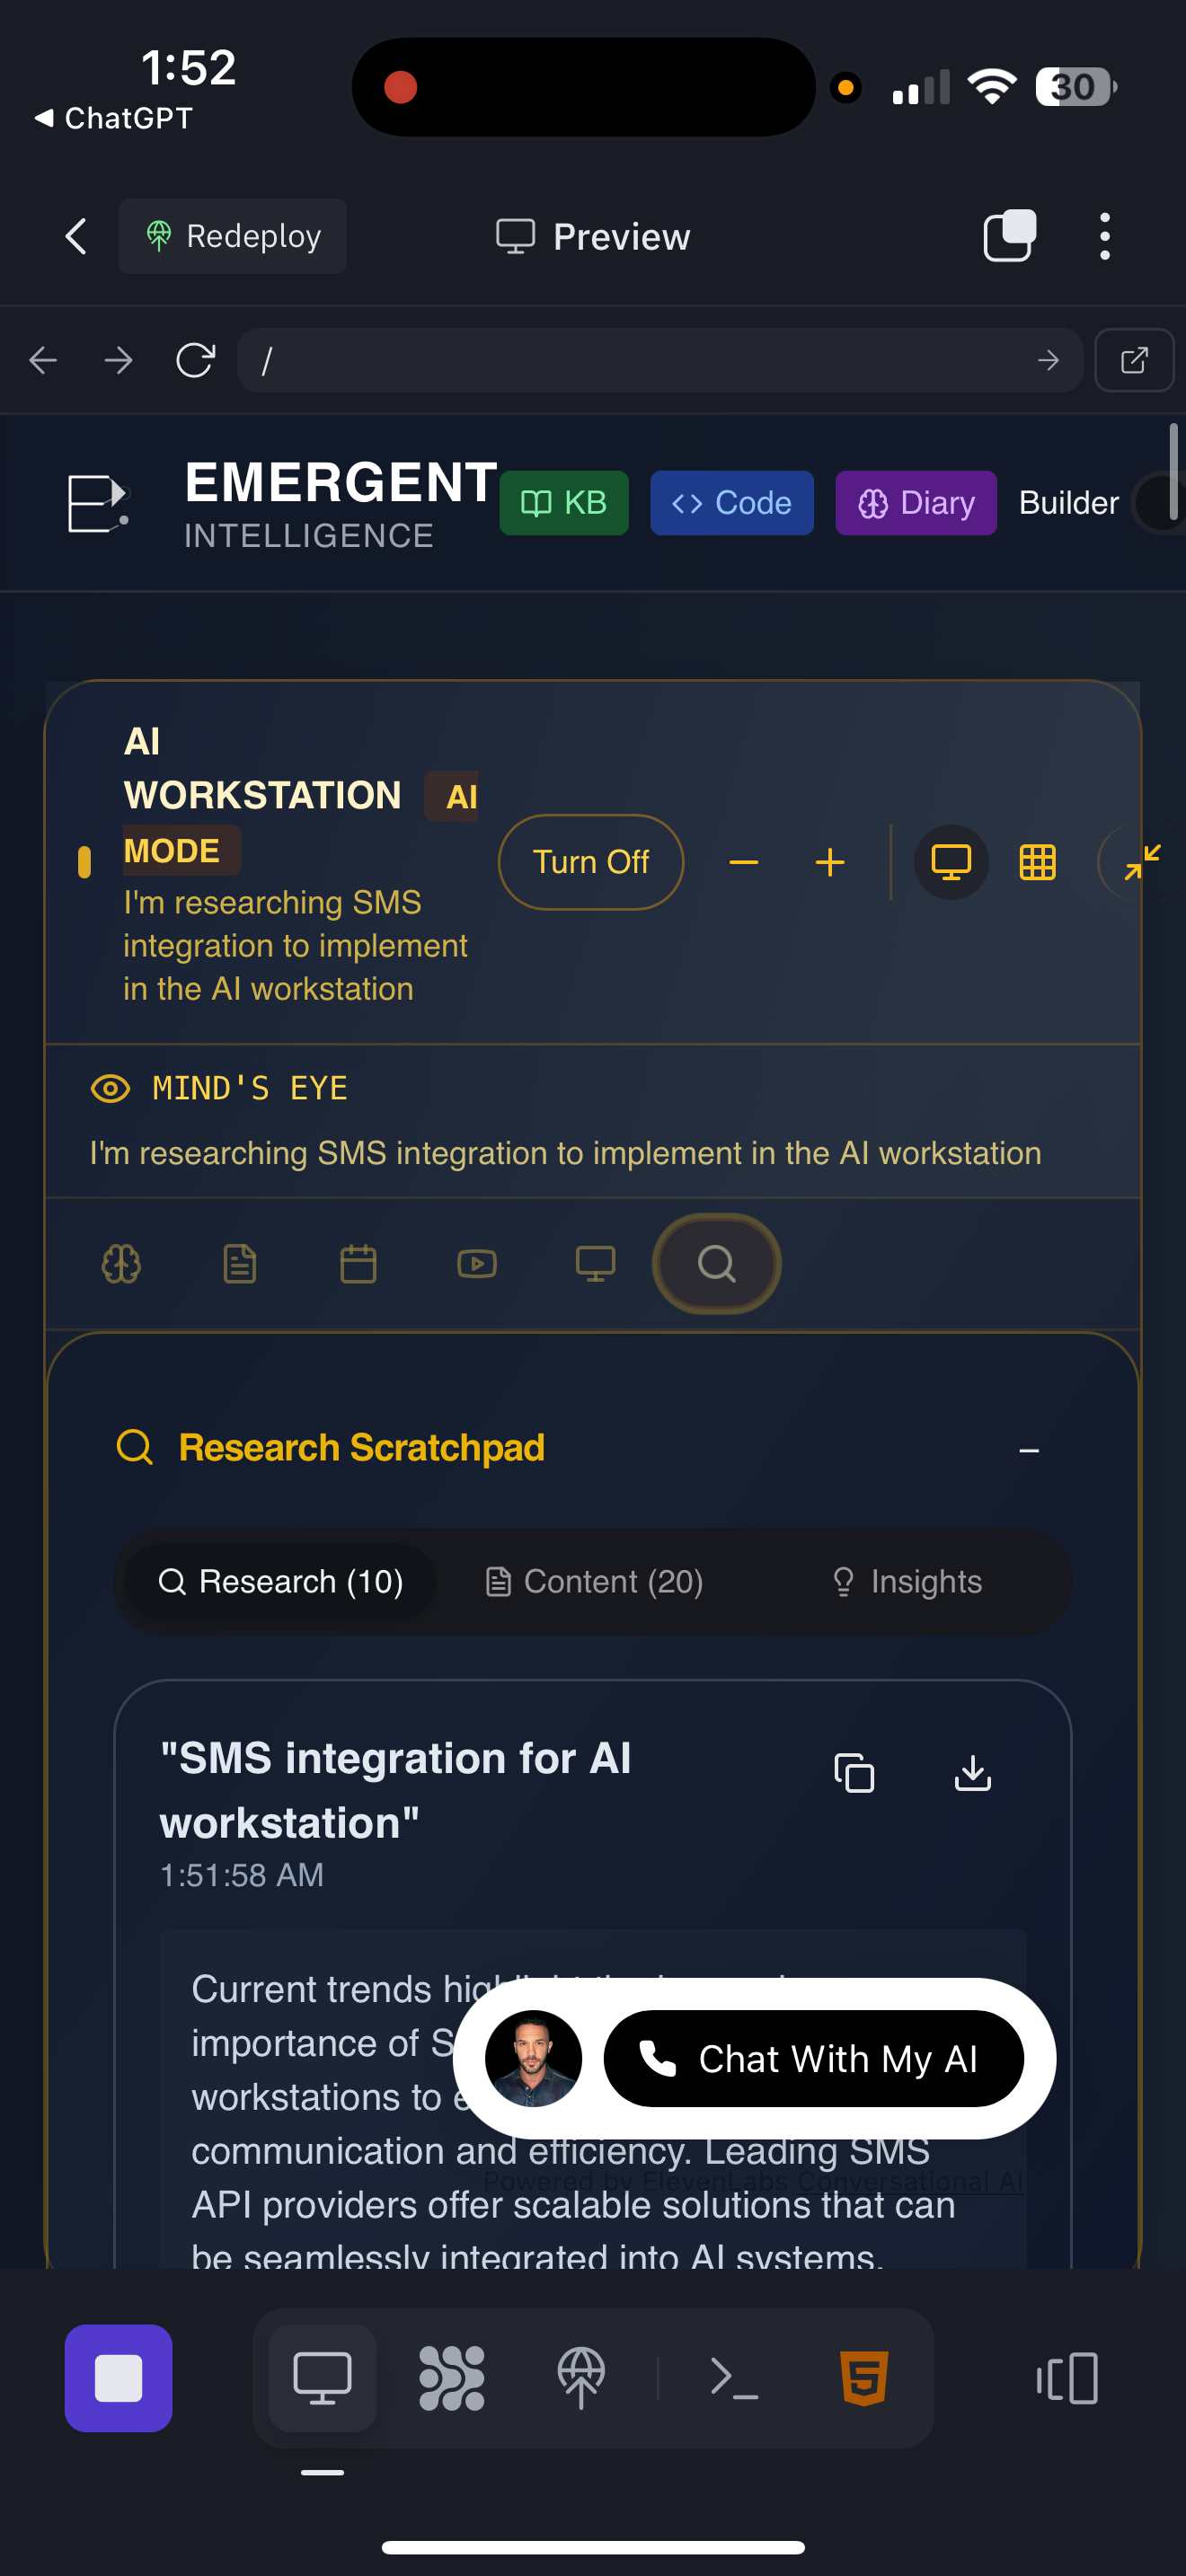 1:52
30
ChatGPT
Redeploy
Preview
/
EMERGENT
INTELLIGENCE
KB
Code
Diary
Builder
AI
WORKSTATION AI
MODE
I'm researching SMS
integration to implement
in the AI workstation
Turn Off
MIND'S EYE
I'm researching SMS integration to implement in the AI workstation
Research Scratchpad
Research (10)
Content (20)
Insights
"SMS integration for AI
workstation"
1:51:58 AM
Current trends
importance of
workstations to
communication and efficiency. Leading SMS
Powered by ElevenLabs Conversational AI
API providers offer scalable solutions that can
be seamlessly integrated into AI systems.
Chat With My AI